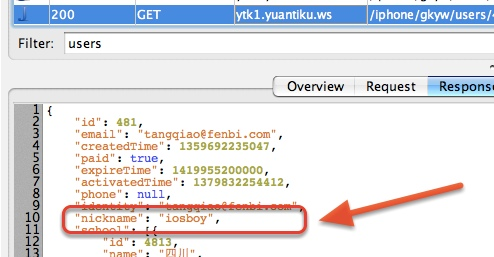 200 GET ytk1.yuantiku.ws /iphone/gkyw/users/
Filter: users
Overview Request Respons
1 {
2 "id": 481,
3 "email": "tangqiao@fenbi.com",
4 "createdTime": 1359692235047,
5 "paid": true,
6 "expireTime": 1419955200000,
7 "activatedTime": 1379832254412,
8 "phone": null,
9 "identity": "tangqiao@fenbi.com",
10 "nickname": "iosboy",
11 "school": [{
12 "id": 4813,
13 "name": "四川",